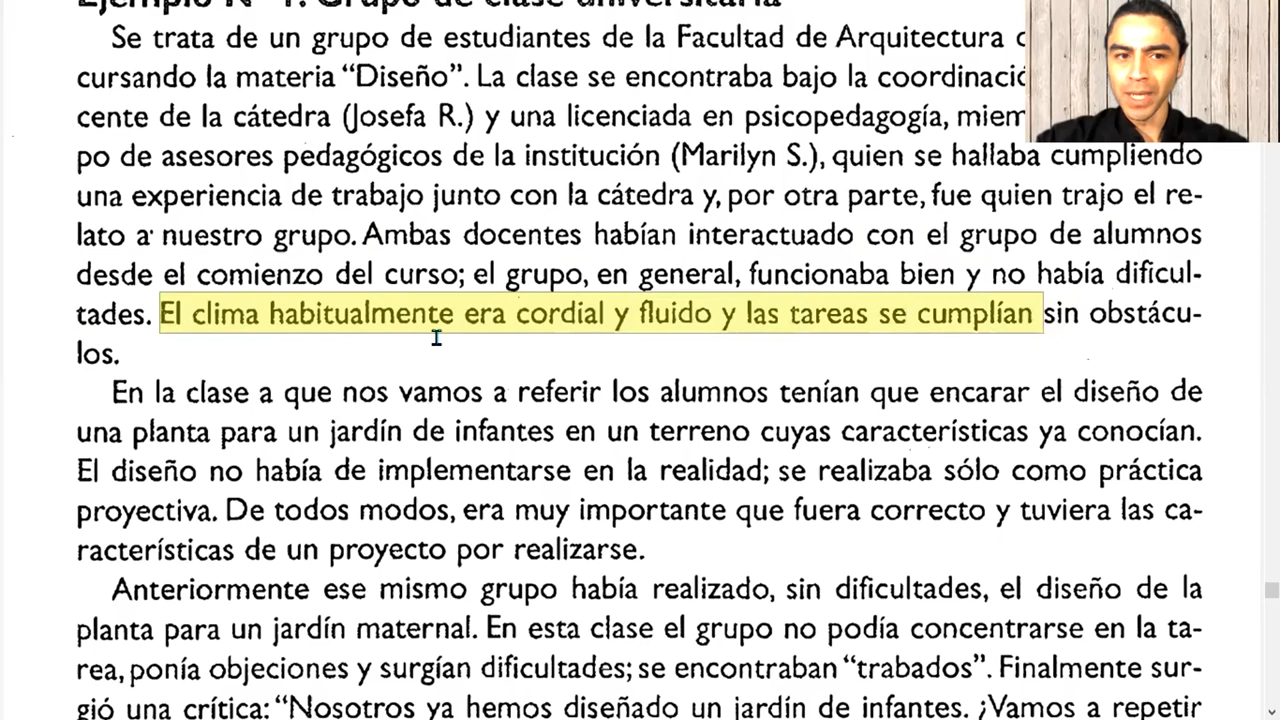 Ejemplo N° 1: Grupo de clase universitaria
Se trata de un grupo de estudiantes de la Facultad de Arquitectura
cursando la materia “Diseño”. La clase se encontraba bajo la
cente de la cátedra (Josefa R.) y una licenciada en psicopedagogía,
po de asesores pedagógicos de la institución (Marilyn S.), quien se hallaba cumpliendo
una experiencia de trabajo junto con la cátedra y, por otra parte, fue quien trajo el re-
lato a nuestro grupo. Ambas docentes habían interactuado con el grupo de alumnos
desde el comienzo del curso; el grupo, en general, funcionaba bien y no había dificul-
tades. El clima habitualmente era cordial y fluido y las tareas se cumplían sin obstácu-
los.
En la clase a que nos vamos a referir los alumnos tenían que encarar el diseño de
una planta para un jardín de infantes en un terreno cuyas características ya conocían.
El diseño no había de implementarse en la realidad; se realizaba sólo como práctica
proyectiva. De todos modos, era muy importante que fuera correcto y tuviera las ca-
racterísticas de un proyecto por realizarse.
Anteriormente ese mismo grupo había realizado, sin dificultades, el diseño de la
planta para un jardín maternal. En esta clase el grupo no podía concentrarse en la ta-
rea, ponía objeciones y surgían dificultades; se encontraban “trabados”. Finalmente sur-
gió una crítica: “Nosotros ya hemos diseñado un jardín de infantes. ¿Vamos a repetir